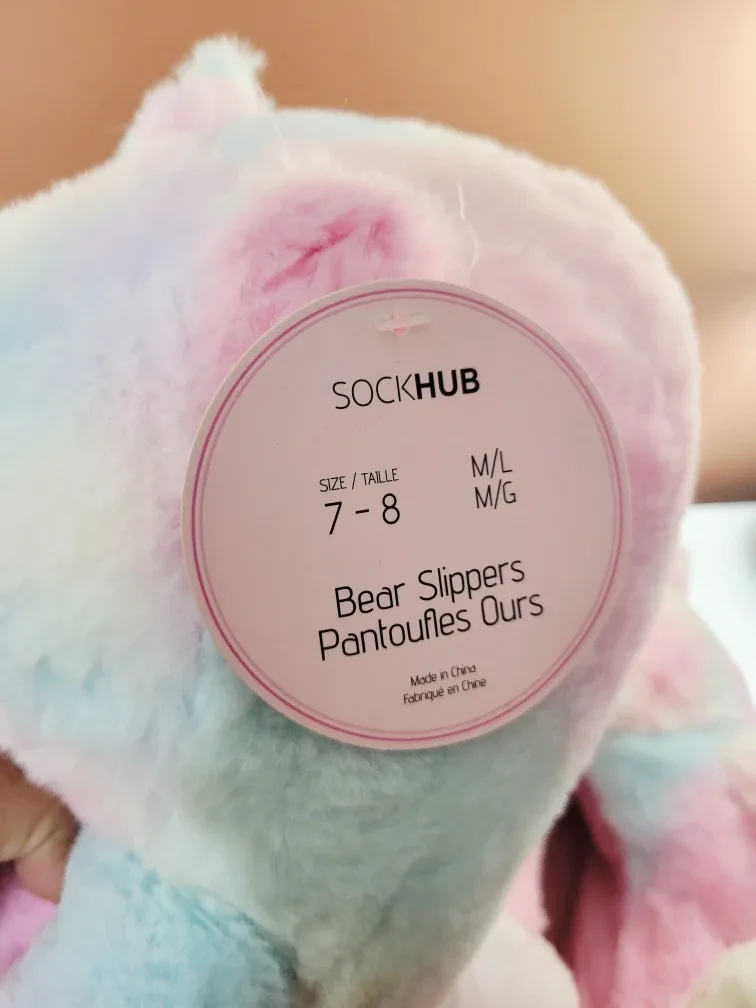 SOCKHUB
SIZE / TAILLE
7 - 8
M/L
M/G
Bear Slippers
Pantoufles Ours
Made in China
Fabriqué en Chine